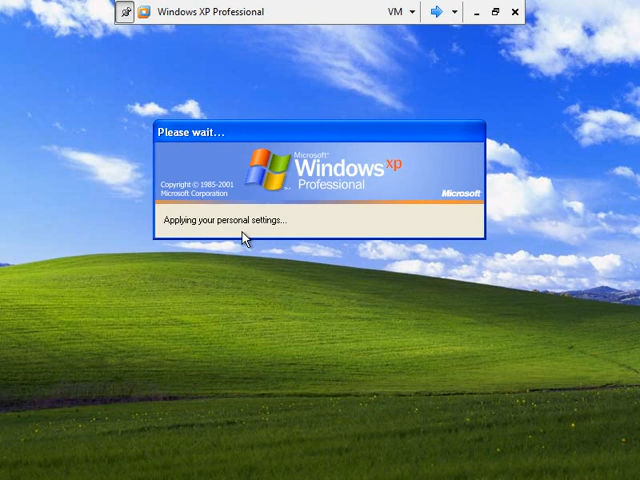 Windows XP Professional VM
Please wait...
Microsoft®
Windows xp
Professional
Copyright © 1985-2001
Microsoft Corporation
Microsoft
Applying your personal settings...